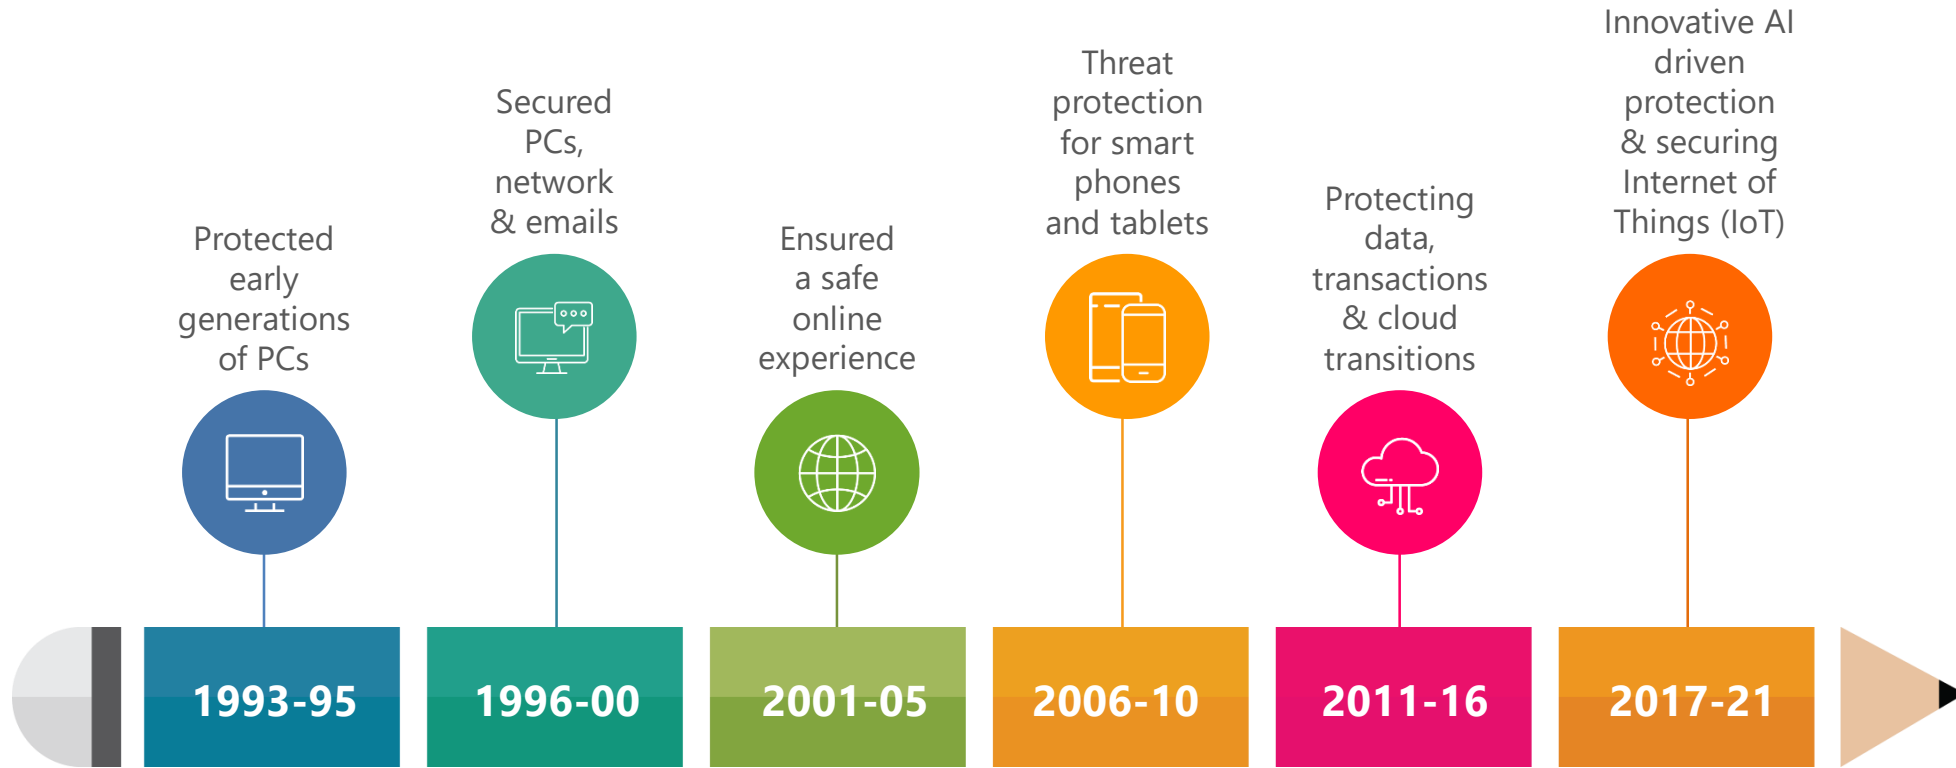 Protected
early
generations
of PCs
Secured
PCs,
network
& emails
Ensured
a safe
online
experience
Threat
protection
for smart
phones
and tablets
Protecting
data,
transactions
& cloud
transitions
Innovative AI
driven
protection
& securing
Internet of
Things (IoT)
1993-95
1996-00
2001-05
2006-10
2011-16
2017-21